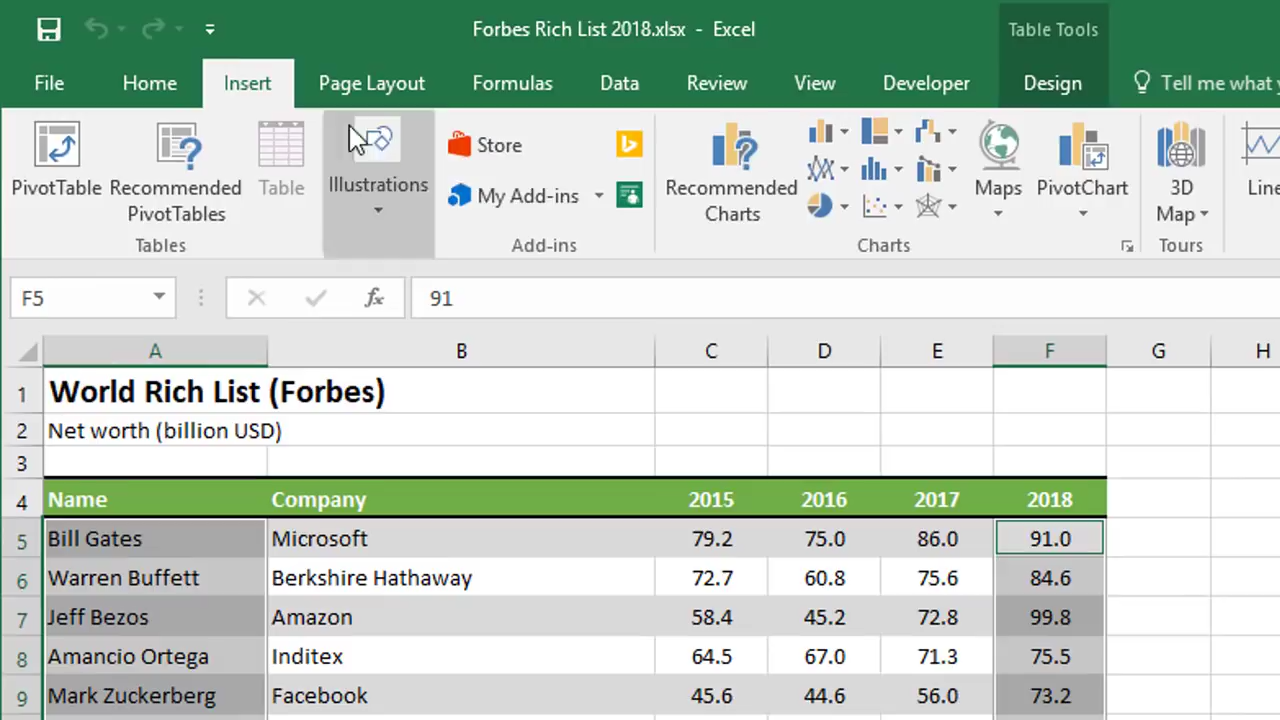 Forbes Rich List 2018.xlsx - Excel
Table Tools
File Home Insert Page Layout Formulas Data Review View Developer Design Tell me what
PivotTable
Recommended
PivotTables
Table
Tables
Illustrations
Store
My Add-ins
Add-ins
Recommended
Charts
Maps
PivotChart
Charts
3D
Map
Tours
Line
F5
fx
91
A B C D E F G H
1 World Rich List (Forbes)
2 Net worth (billion USD)
3
4 Name Company 2015 2016 2017 2018
5 Bill Gates Microsoft 79.2 75.0 86.0 91.0
6 Warren Buffett Berkshire Hathaway 72.7 60.8 75.6 84.6
7 Jeff Bezos Amazon 58.4 45.2 72.8 99.8
8 Amancio Ortega Inditex 64.5 67.0 71.3 75.5
9 Mark Zuckerberg Facebook 45.6 44.6 56.0 73.2